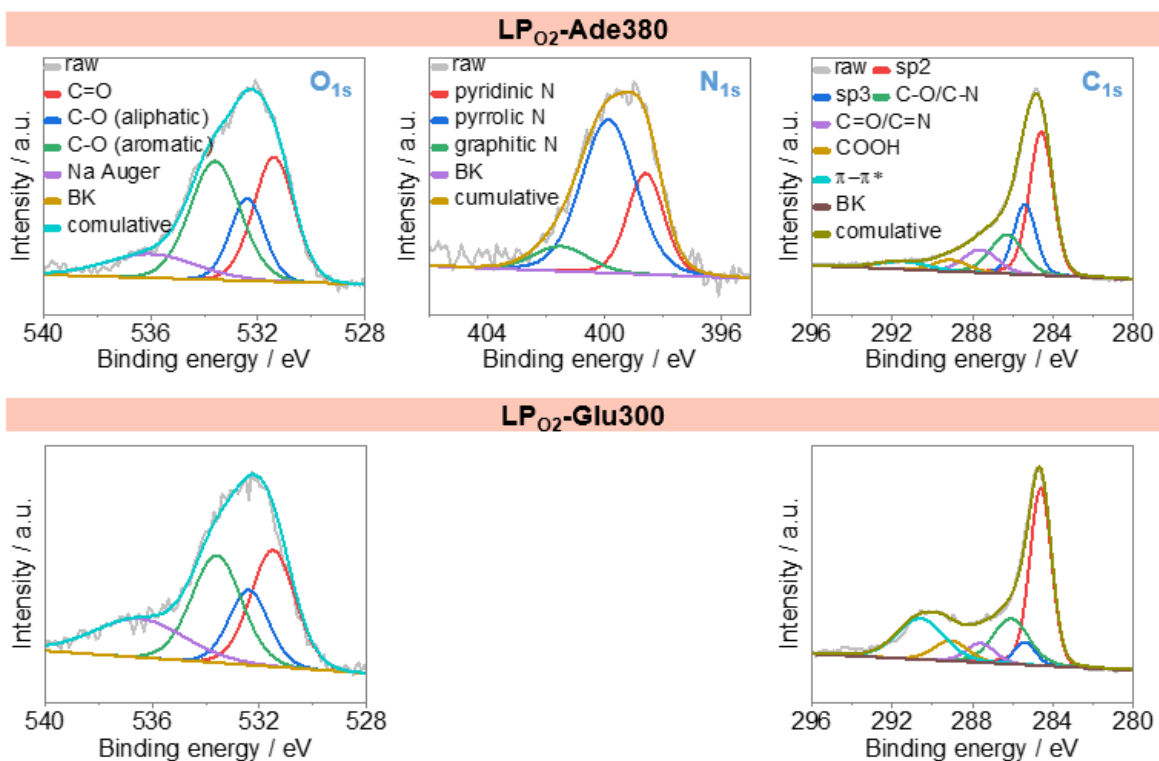 LPO2-Ade380
raw
C=O
C-O (aliphatic)
C-O (aromatic)
Na Auger
BK
comulative
O1s
Intensity / a.u.
540 536 532 528
Binding energy / eV
raw
pyridinic N
pyrrolic N
graphitic N
BK
cumulative
N1s
Intensity / a.u.
404 400 396
Binding energy / eV
raw sp2
sp3 C-O/C-N
C=O/C=N
COOH
π-π*
BK
comulative
C1s
Intensity / a.u.
296 292 288 284 280
Binding energy / eV
LPO2-Glu300
Intensity / a.u.
540 536 532 528
Binding energy / eV
Intensity / a.u.
296 292 288 284 280
Binding energy / eV